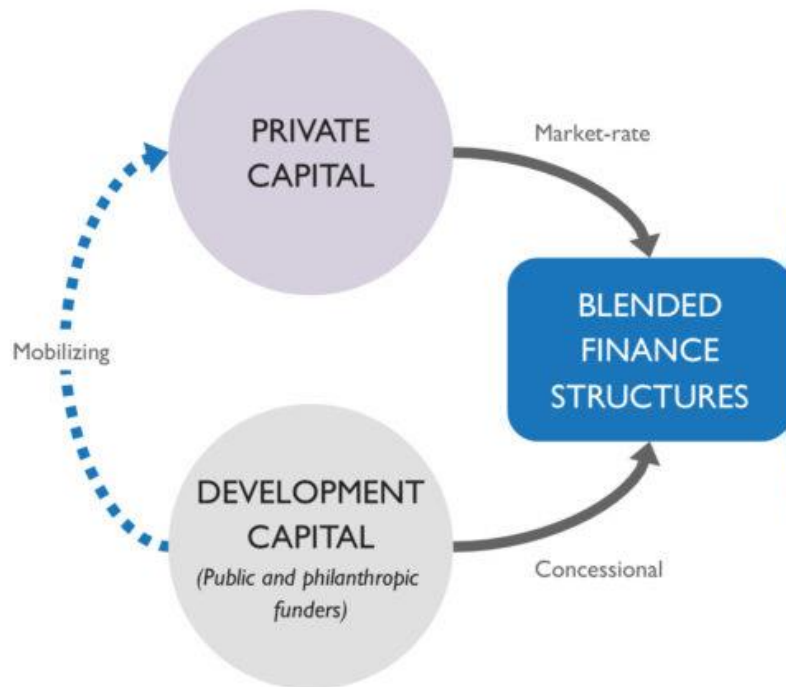 PRIVATE
CAPITAL
Market-rate
BLENDED
FINANCE
STRUCTURES
Mobilizing
DEVELOPMENT
CAPITAL
(Public and philanthropic
funders)
Concessional